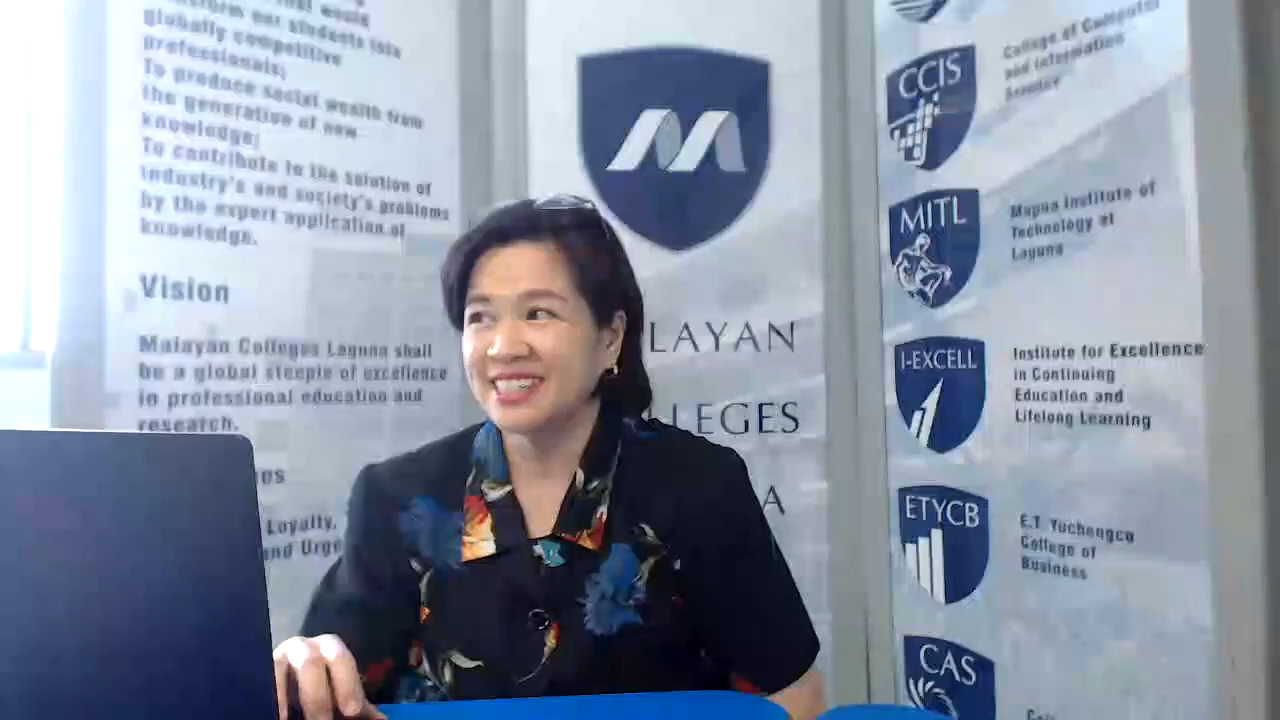 transform our students into
globally competitive
professionals;
To produce social wealth from
the generation of new
knowledge;
To contribute to the solution of
industry's and society's problems
by the expert application of
knowledge.
Vision
Malayan Colleges Laguna shall
be a global steeple of excellence
in professional education and
research.
Loyalty,
and Urge
M
LAYAN
LEGES
A
College of Computer
and Information
Science
CCIS
MITL
Mapua Institute of
Technology at
Laguna
I-EXCELL
Institute for Excellence
in Continuing
Education and
Lifelong Learning
ETYCB
E.T. Yuchengco
College of
Business
CAS